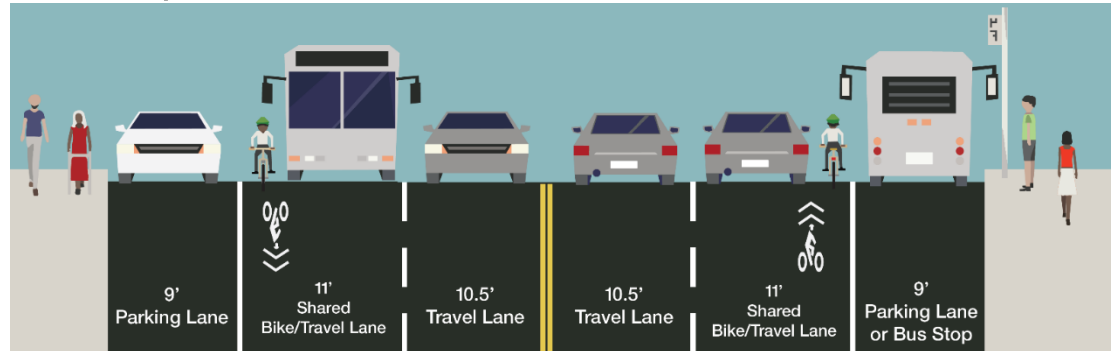 9'
Parking Lane
11'
Shared
Bike/Travel Lane
10.5'
Travel Lane
10.5'
Travel Lane
11'
Shared
Bike/Travel Lane
9'
Parking Lane
or Bus Stop